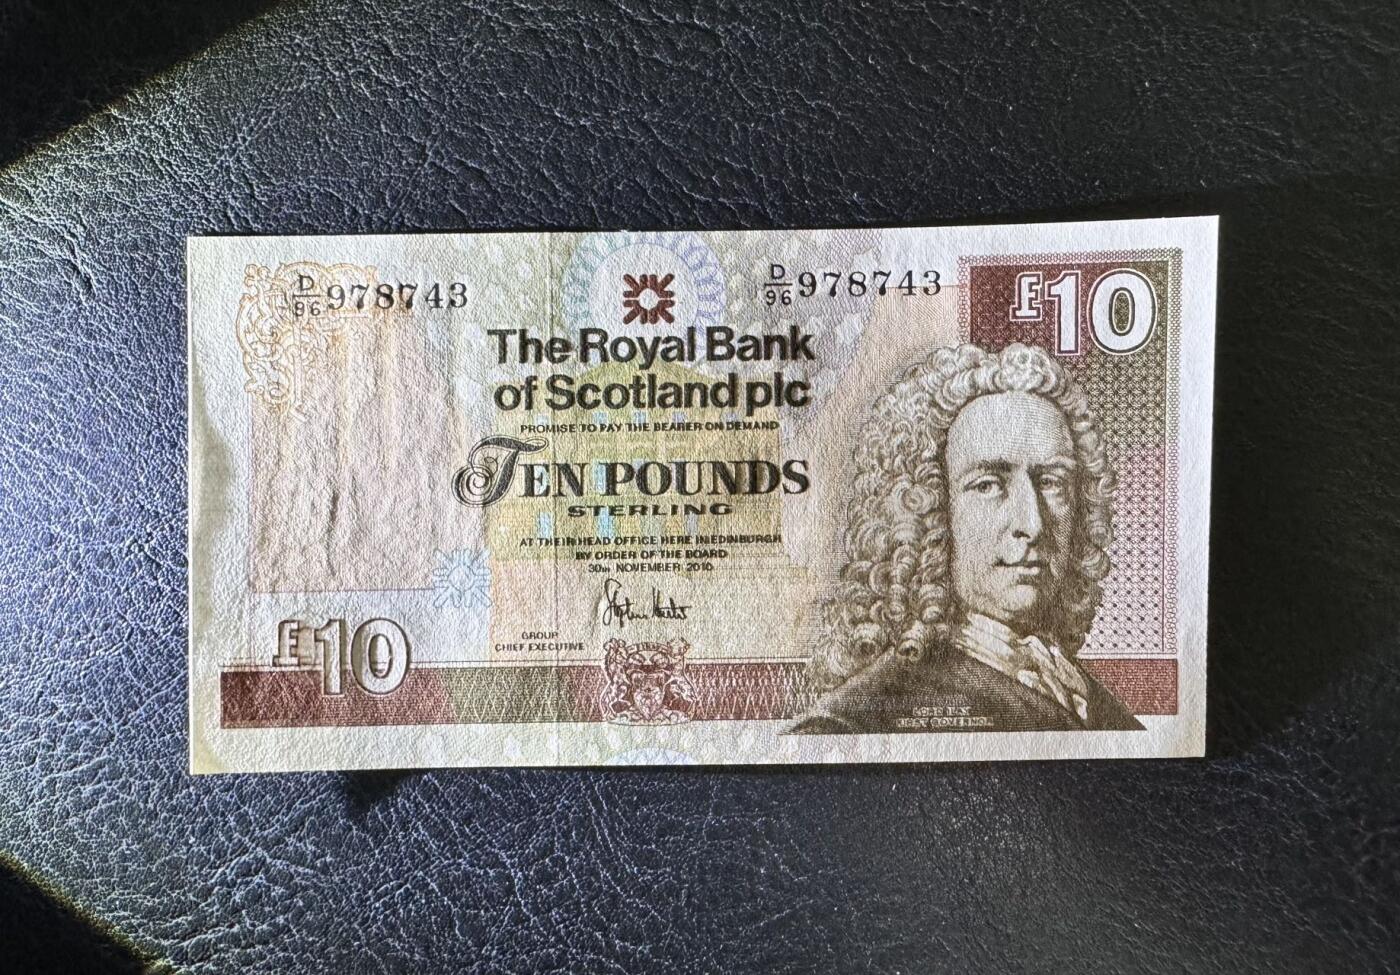 D/96 978743
D/96 978743
£10
The Royal Bank
of Scotland plc
PROMISE TO PAY THE BEARER ON DEMAND
TEN POUNDS
STERLING
AT THEIR HEAD OFFICE HERE IN EDINBURGH
BY ORDER OF THE BOARD
30TH NOVEMBER 2010
GROUP
CHIEF EXECUTIVE
£10
LORD ILAY
FIRST GOVERNOR